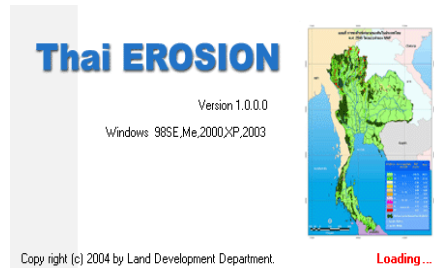 Thai EROSION
Version 1.0.0.0
Windows 98SE,Me,2000,XP,2003
Copy right (c) 2004 by Land Development Department.
Loading ...